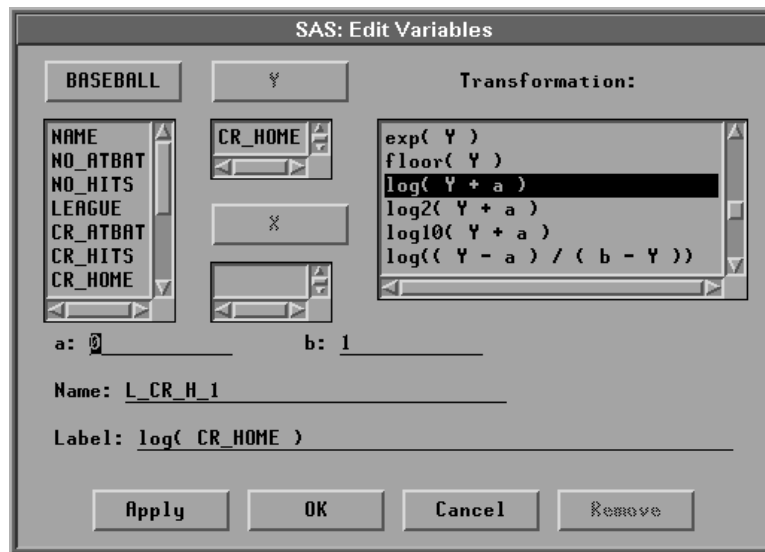 SAS: Edit Variables
BASEBALL
Y
Transformation:
NAME
NO_ATBAT
NO_HITS
LEAGUE
CR_ATBAT
CR_HITS
CR_HOME
CR_HOME
X
exp( Y )
floor( Y )
log( Y + a )
log2( Y + a )
log10( Y + a )
log(( Y - a ) / ( b - Y ))
a: 0
b: 1
Name: L_CR_H_1
Label: log( CR_HOME )
Apply
OK
Cancel
Remove